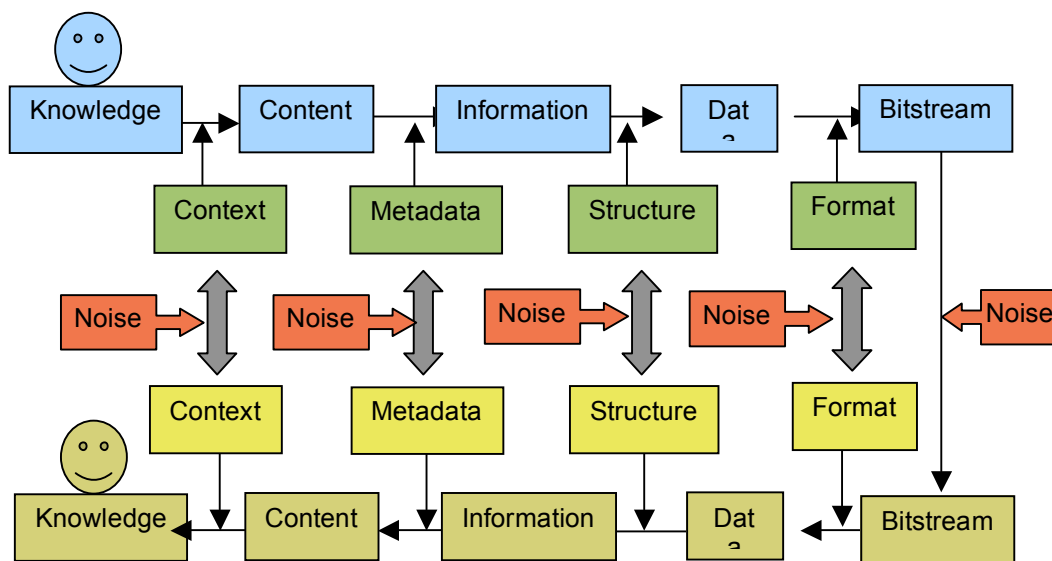 Knowledge
Content
Information
Dat
a
Bitstream
Context
Metadata
Structure
Format
Noise
Noise
Noise
Noise
Noise
Context
Metadata
Structure
Format
Knowledge
Content
Information
Dat
a
Bitstream